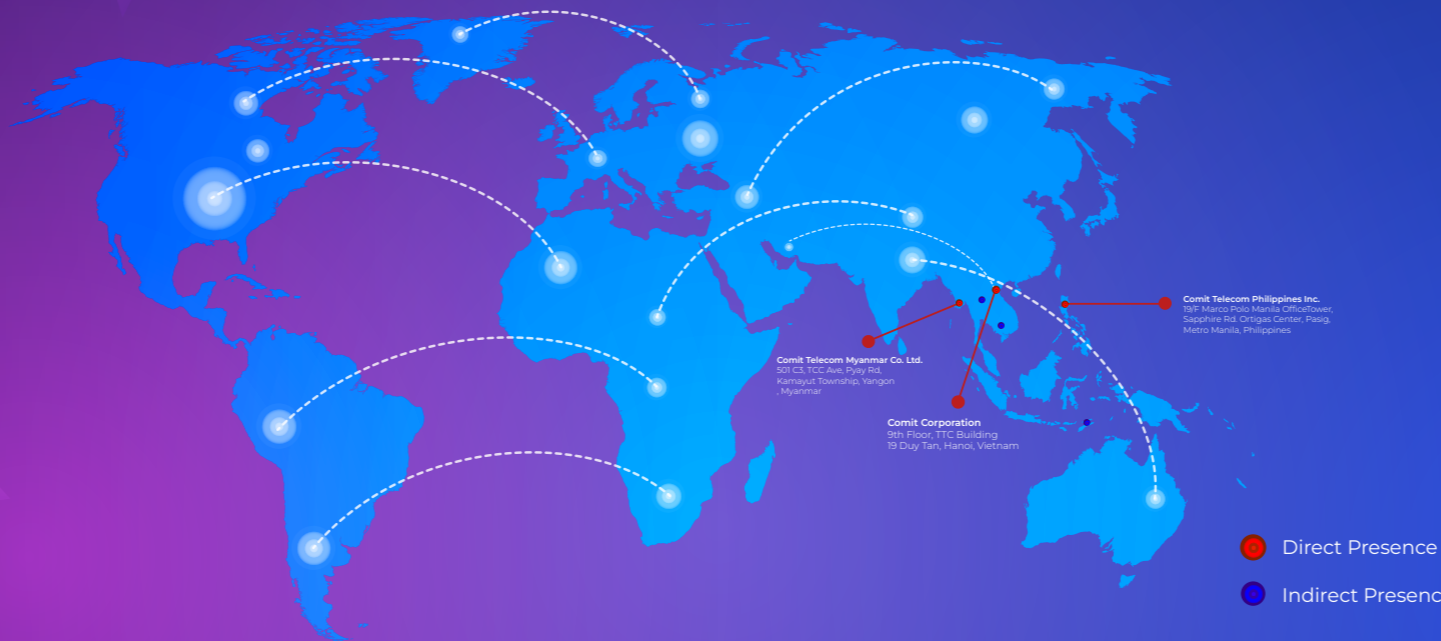 Comit Telecom Philippines Inc.
19/F Marco Polo Manila OfficeTower,
Sapphire Rd. Ortigas Center, Pasig,
Metro Manila, Philippines
Comit Telecom Myanmar Co. Ltd.
501 C3, TCC Ave, Pyay Rd,
Kamayut Township, Yangon
, Myanmar
Comit Corporation
9th Floor, TTC Building
19 Duy Tan, Hanoi, Vietnam
Direct Presence
Indirect Presenc